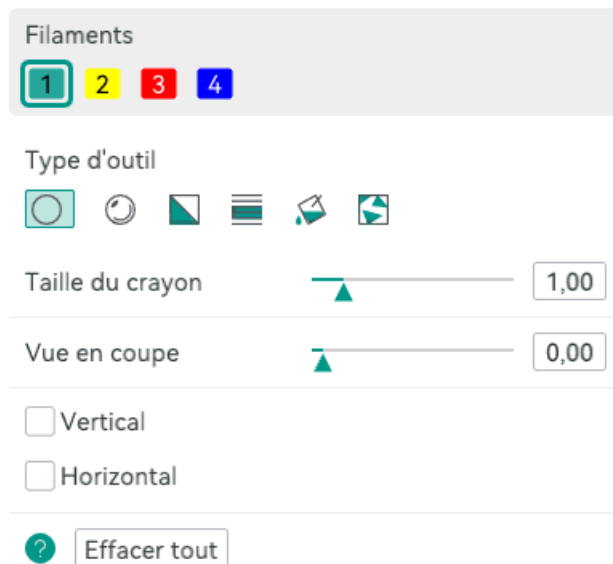 Filaments
1 2 3 4
Type d'outil
Taille du crayon 1,00
Vue en coupe 0,00
Vertical
Horizontal
? Effacer tout